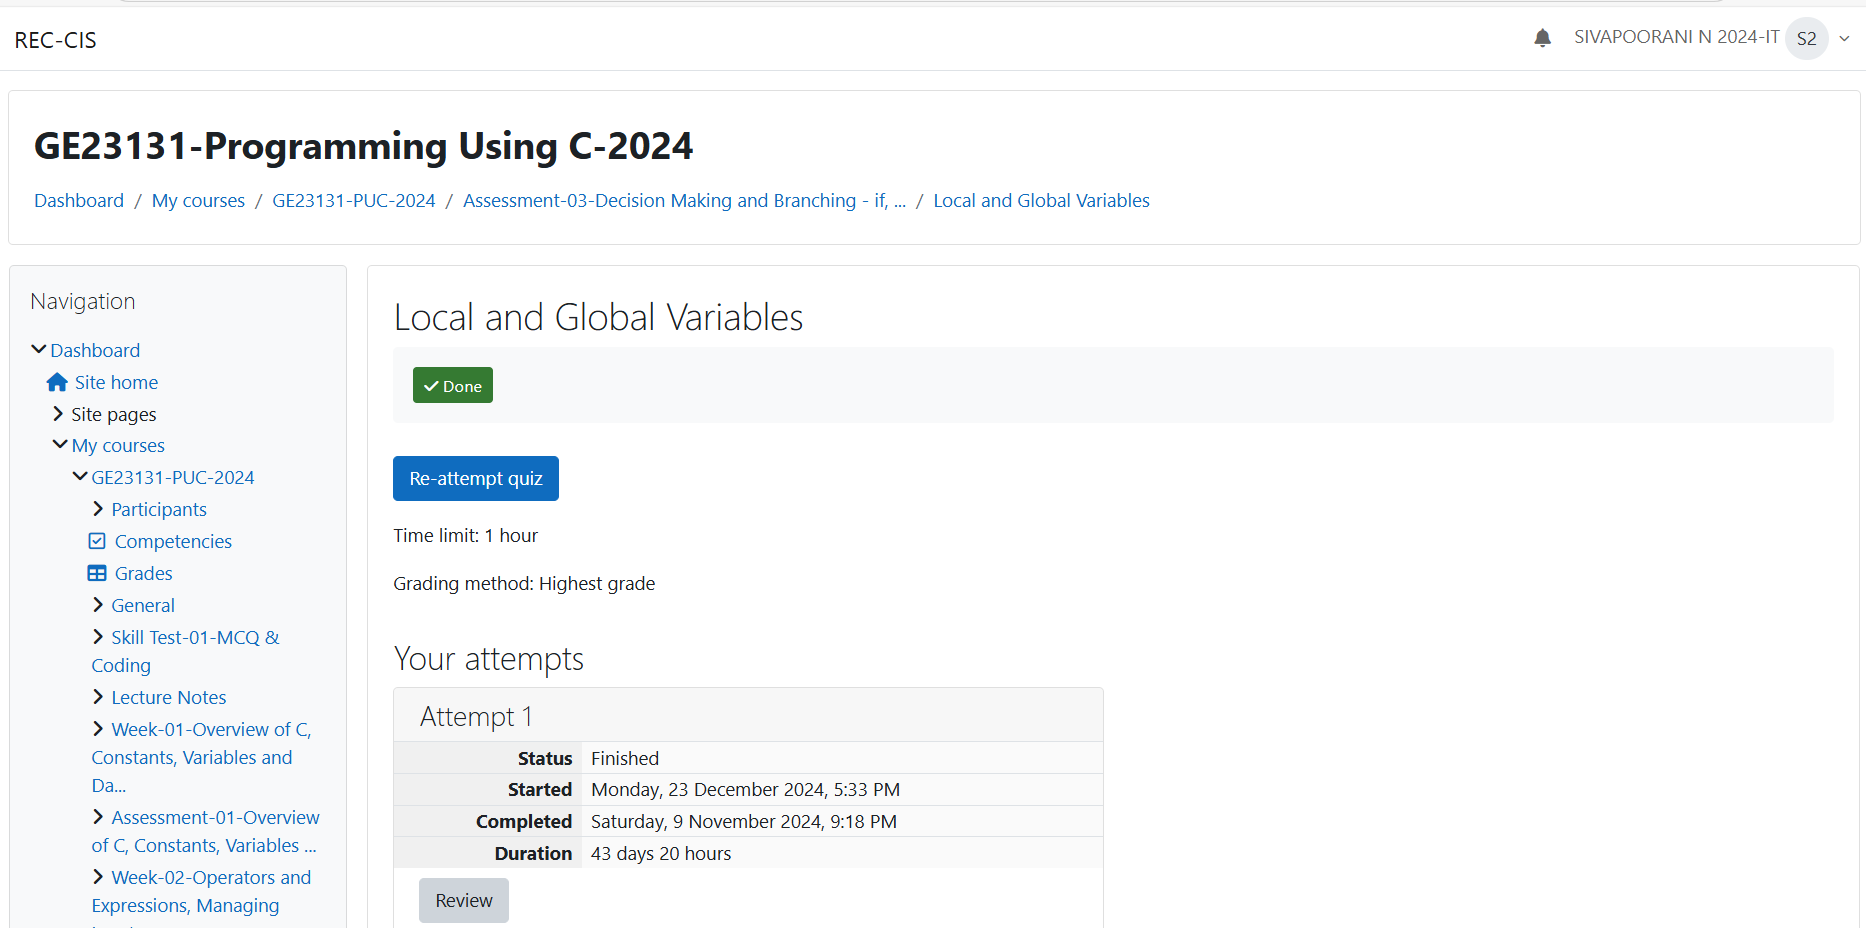 REC-CIS
SIVAPOORANI N 2024-IT S2
GE23131-Programming Using C-2024
Dashboard / My courses / GE23131-PUC-2024 / Assessment-03-Decision Making and Branching - if, ... / Local and Global Variables
Navigation
Dashboard
Site home
Site pages
My courses
GE23131-PUC-2024
Participants
Competencies
Grades
General
Skill Test-01-MCQ &
Coding
Lecture Notes
Week-01-Overview of C,
Constants, Variables and
Da...
Assessment-01-Overview
of C, Constants, Variables ...
Week-02-Operators and
Expressions, Managing
Local and Global Variables
Done
Re-attempt quiz
Time limit: 1 hour
Grading method: Highest grade
Your attempts
Attempt 1
Status Finished
Started Monday, 23 December 2024, 5:33 PM
Completed Saturday, 9 November 2024, 9:18 PM
Duration 43 days 20 hours
Review